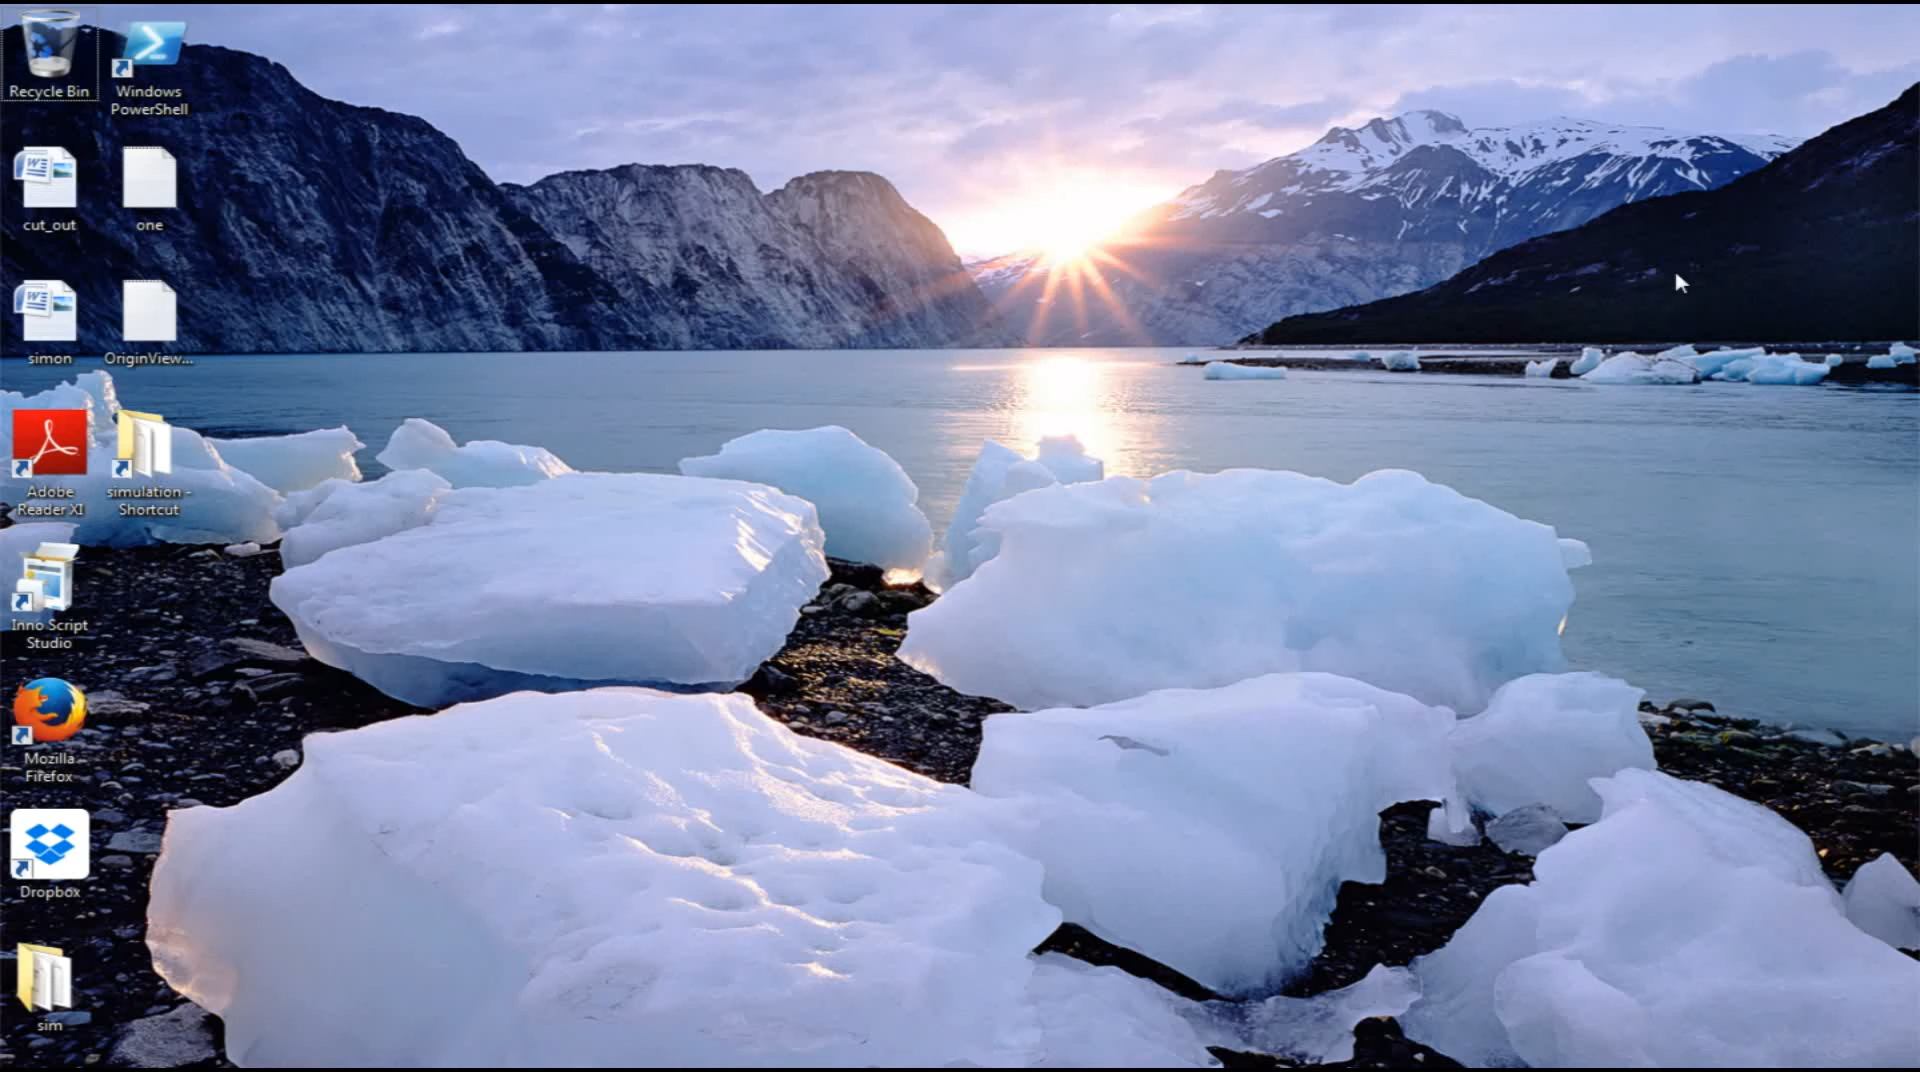 Recycle Bin
Windows
PowerShell
cut_out
one
simon
OriginView...
Adobe
Reader XI
simulation -
Shortcut
Inno Script
Studio
Mozilla
Firefox
Dropbox
sim